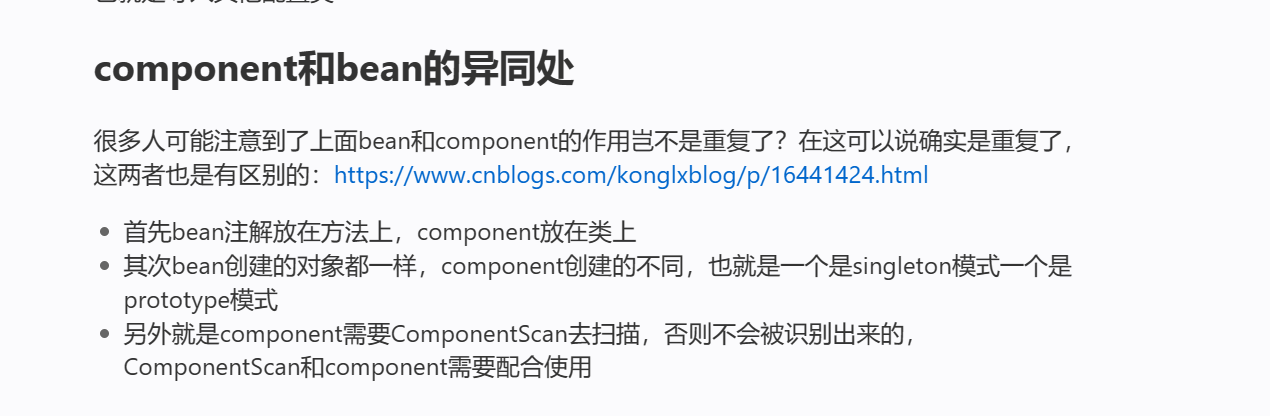 component和bean的异同处
很多人可能注意到了上面bean和component的作用岂不是重复了？在这可以说确实是重复了，
这两者也是有区别的：https://www.cnblogs.com/konglxblog/p/16441424.html
首先bean注解放在方法上，component放在类上
其次bean创建的对象都一样，component创建的不同，也就是一个是singleton模式一个是
prototype模式
另外就是component需要ComponentScan去扫描，否则不会被识别出来的，
ComponentScan和component需要配合使用